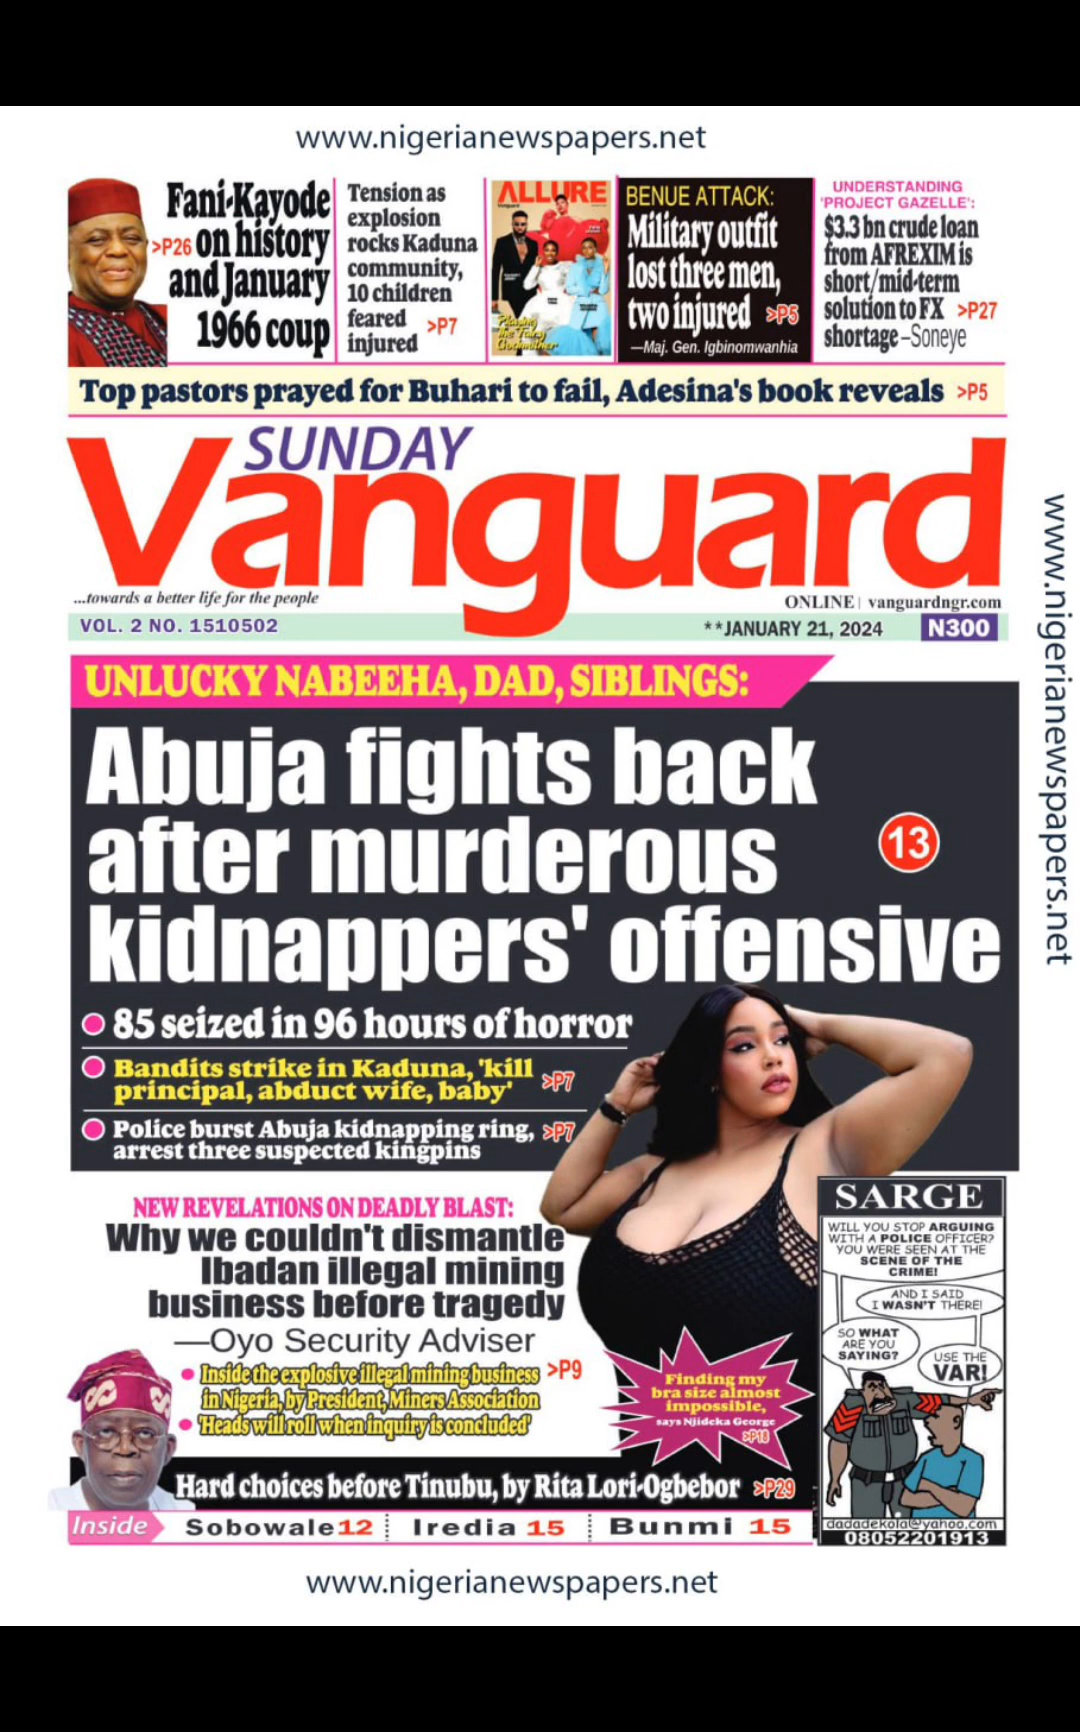 www.nigerianewspapers.net
Fani-Kayode
>P26 on history
and January
1966 coup
Tension as
explosion
rocks Kaduna
community,
10 children
feared >P7
injured
ALLURE
Vanguard
Playing
the Fairy
Godmother
BENUE ATTACK:
Military outfit
lost three men,
two injured >P5
—Maj. Gen. Igbinomwanhia
UNDERSTANDING
'PROJECT GAZELLE':
$3.3 bn crude loan
from AFREXIM is
short/mid-term
solution to FX >P27
shortage –Soneye
Top pastors prayed for Buhari to fail, Adesina's book reveals >P5
SUNDAY
Vanguard
...towards a better life for the people
ONLINE | vanguardngr.com
VOL. 2 NO. 1510502
**JANUARY 21, 2024
N300
www.nigerianewspapers.net
UNLUCKY NABEEHA, DAD, SIBLINGS:
Abuja fights back
after murderous
kidnappers' offensive
13
85 seized in 96 hours of horror
Bandits strike in Kaduna, 'kill
principal, abduct wife, baby' >P7
Police burst Abuja kidnapping ring, >P7
arrest three suspected kingpins
NEW REVELATIONS ON DEADLY BLAST:
Why we couldn't dismantle
Ibadan illegal mining
business before tragedy
—Oyo Security Adviser
• Inside the explosive illegal mining business >P9
in Nigeria, by President, Miners Association
• 'Heads will roll when inquiry is concluded'
Finding my
bra size almost
impossible,
says Njideka George
>P18
SARGE
WILL YOU STOP ARGUING
WITH A POLICE OFFICER?
YOU WERE SEEN AT THE
SCENE OF THE
CRIME!
AND I SAID
I WASN'T THERE!
SO WHAT
ARE YOU
SAYING?
USE THE
VAR!
dadadekola@yahoo.com
08052201913
Hard choices before Tinubu, by Rita Lori-Ogbebor >P29
Inside
Sobowale 12
Iredia 15
Bunmi 15
www.nigerianewspapers.net